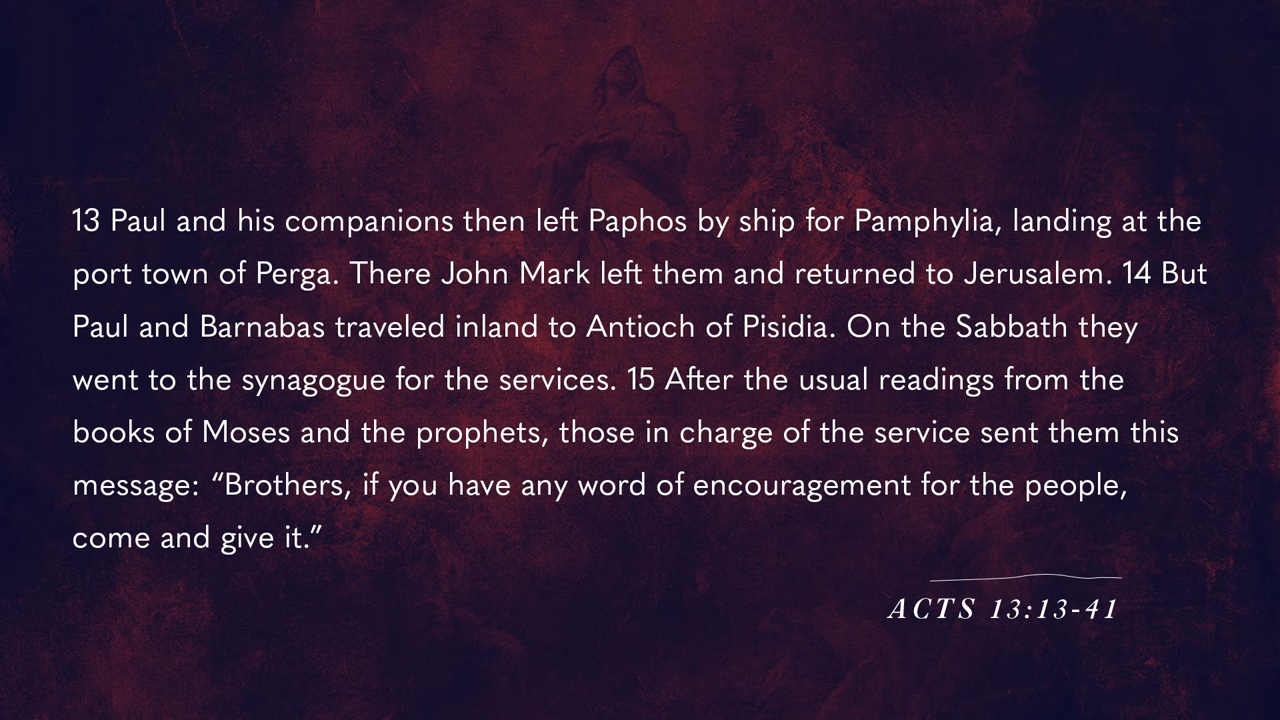 13 Paul and his companions then left Paphos by ship for Pamphylia, landing at the
port town of Perga. There John Mark left them and returned to Jerusalem. 14 But
Paul and Barnabas traveled inland to Antioch of Pisidia. On the Sabbath they
went to the synagogue for the services. 15 After the usual readings from the
books of Moses and the prophets, those in charge of the service sent them this
message: “Brothers, if you have any word of encouragement for the people,
come and give it.”
ACTS 13:13-41